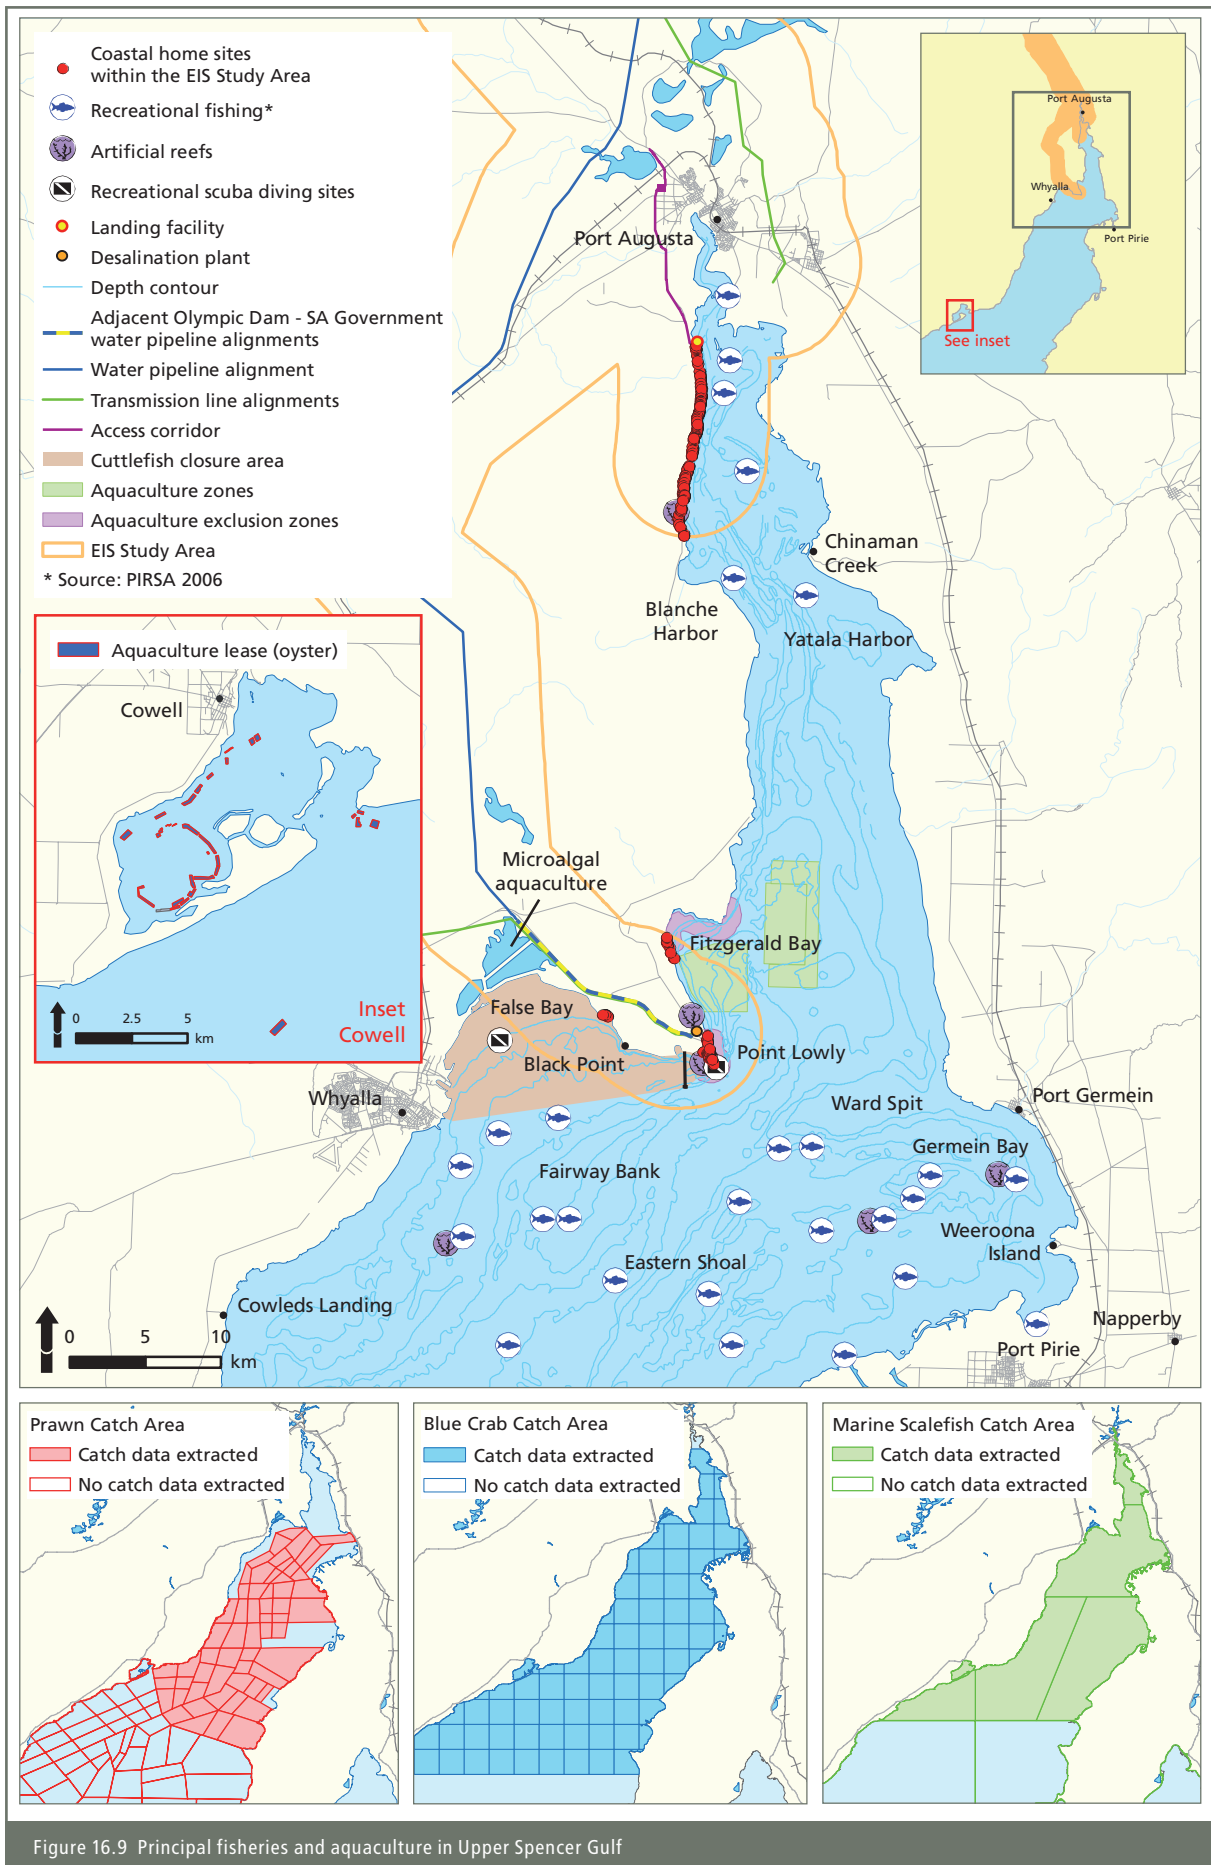 Coastal home sites
within the EIS Study Area
Recreational fishing*
Artificial reefs
Recreational scuba diving sites
Landing facility
Desalination plant
Depth contour
Adjacent Olympic Dam - SA Government
water pipeline alignments
Water pipeline alignment
Transmission line alignments
Access corridor
Cuttlefish closure area
Aquaculture zones
Aquaculture exclusion zones
EIS Study Area
* Source: PIRSA 2006
Port Augusta
Whyalla
Port Pirie
See inset
Port Augusta
Chinaman
Creek
Blanche
Harbor
Yatala Harbor
Aquaculture lease (oyster)
Cowell
0 2.5 5
km
Inset
Cowell
Microalgal
aquaculture
Fitzgerald Bay
False Bay
Black Point
Point Lowly
Whyalla
Ward Spit
Port Germein
Germein Bay
Fairway Bank
Weeroona
Island
Eastern Shoal
Cowleds Landing
Napperby
Port Pirie
0 5 10
km
Prawn Catch Area
Catch data extracted
No catch data extracted
Blue Crab Catch Area
Catch data extracted
No catch data extracted
Marine Scalefish Catch Area
Catch data extracted
No catch data extracted
Figure 16.9 Principal fisheries and aquaculture in Upper Spencer Gulf